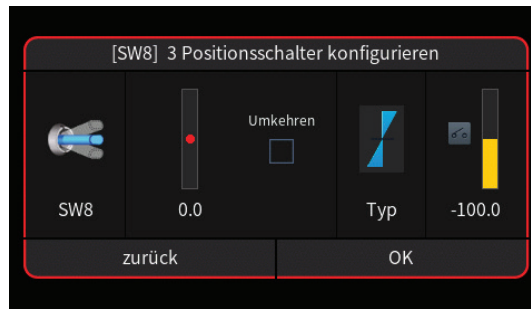 [SW8] 3 Positionsschalter konfigurieren
Umkehren
SW8
0.0
Typ
-100.0
zurück
OK